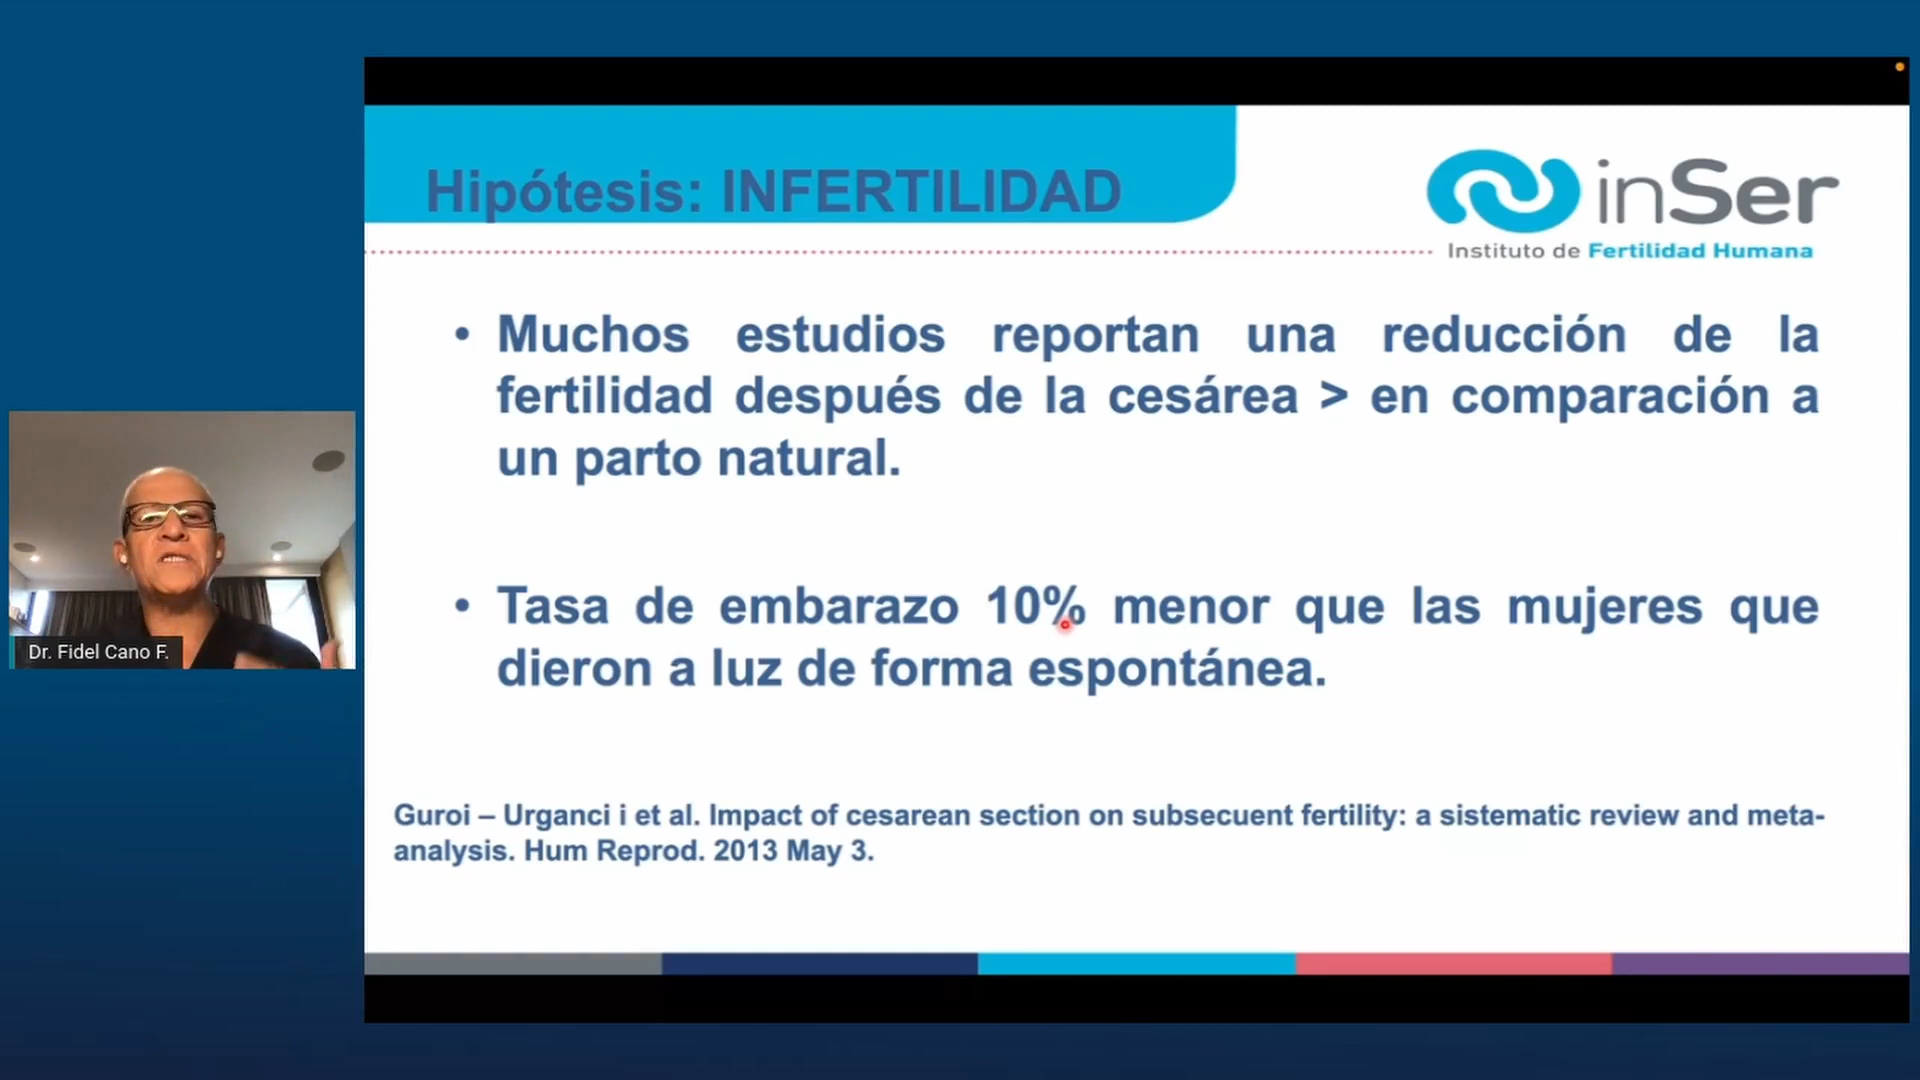 Hipótesis: INFERTILIDAD
inSer
Instituto de Fertilidad Humana
• Muchos estudios reportan una reducción de la
fertilidad después de la cesárea > en comparación a
un parto natural.
• Tasa de embarazo 10% menor que las mujeres que
dieron a luz de forma espontánea.
Guroi – Urganci i et al. Impact of cesarean section on subsecuent fertility: a sistematic review and meta-
analysis. Hum Reprod. 2013 May 3.
Dr. Fidel Cano F.